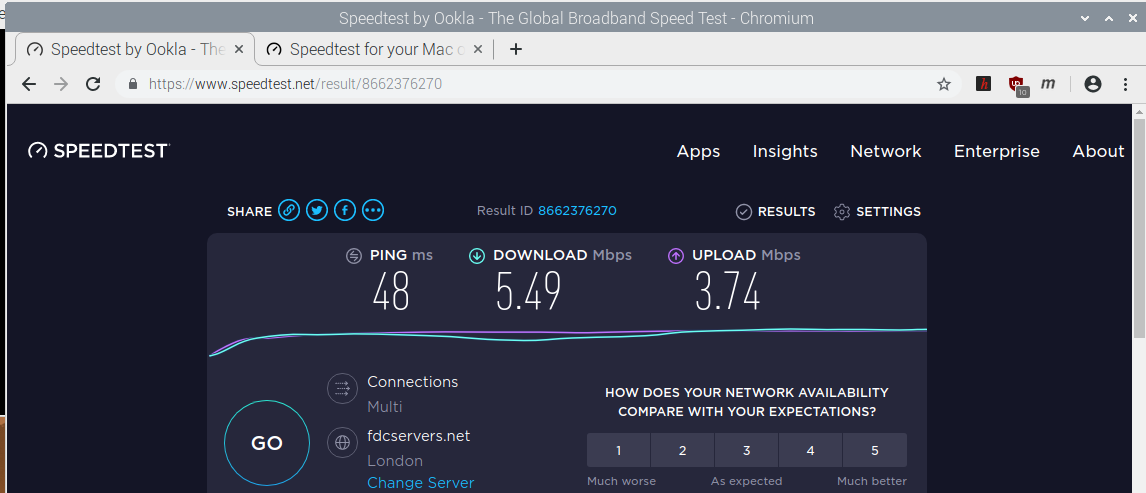 Speedtest by Ookla - The Global Broadband Speed Test - Chromium
Speedtest by Ookla - The
Speedtest for your Mac o
https://www.speedtest.net/result/8662376270
10
m
SPEEDTEST
Apps Insights Network Enterprise About
SHARE
Result ID 8662376270
RESULTS SETTINGS
PING ms DOWNLOAD Mbps UPLOAD Mbps
48 5.49 3.74
Connections
Multi
GO
fdcservers.net
London
Change Server
HOW DOES YOUR NETWORK AVAILABILITY
COMPARE WITH YOUR EXPECTATIONS?
1 2 3 4 5
Much worse As expected Much better